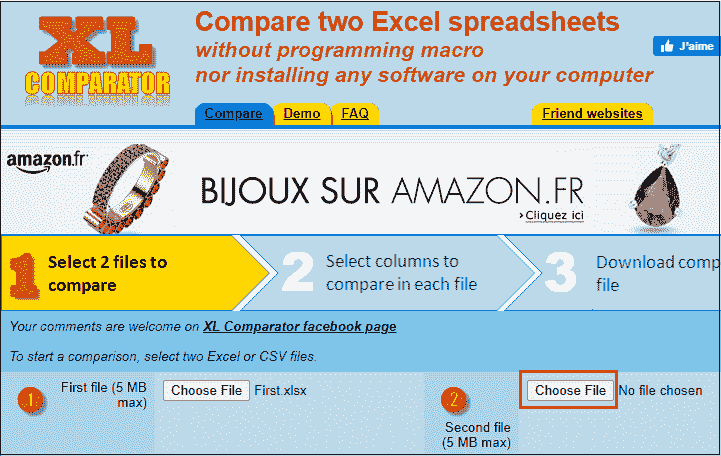 XL
COMPARATOR
Compare two Excel spreadsheets
without programming macro
nor installing any software on your computer
J'aime
Compare Demo FAQ Friend websites
amazon.fr
BIJOUX SUR AMAZON.FR
›Cliquez ici
1 Select 2 files to
compare
2 Select columns to
compare in each file
3 Download comp
file
Your comments are welcome on XL Comparator facebook page
To start a comparison, select two Excel or CSV files.
1 First file (5 MB
max)
Choose File First.xlsx
2 Second file
(5 MB max)
Choose File No file chosen